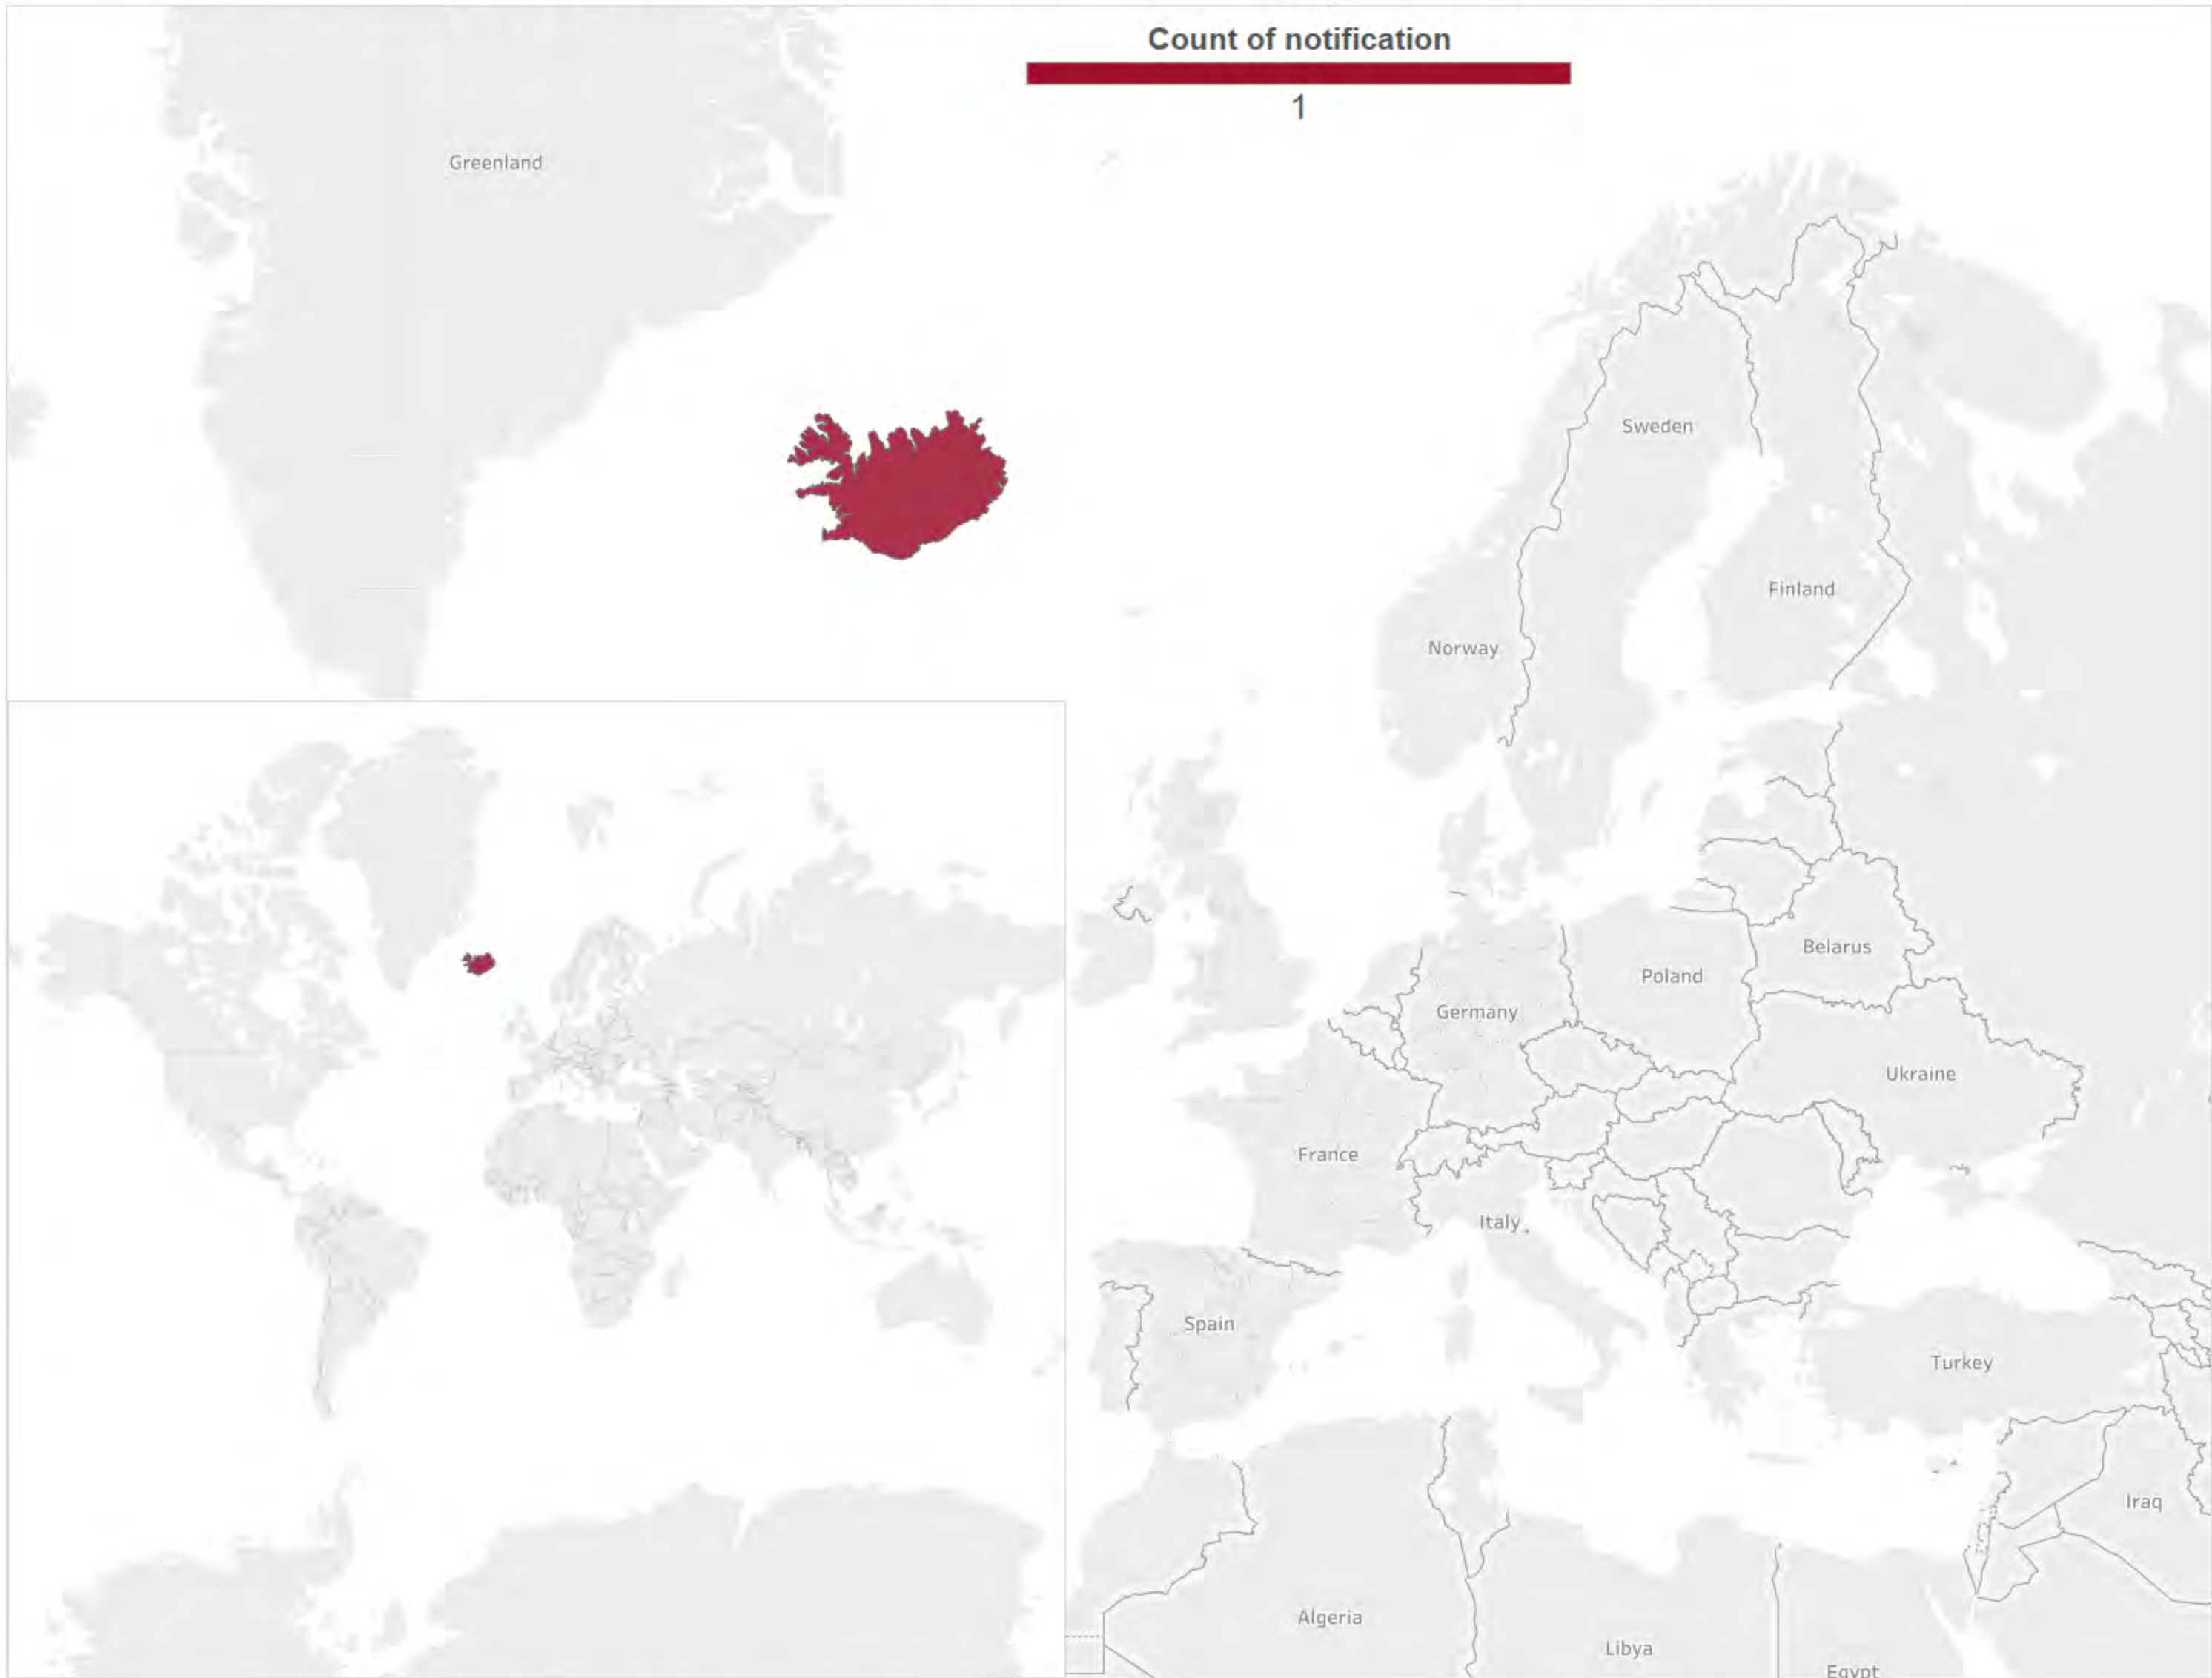 Count of notification
1
Greenland
Sweden
Finland
Norway
Belarus
Poland
Germany
Ukraine
France
Italy
Spain
Turkey
Iraq
Algeria
Libya
Egypt